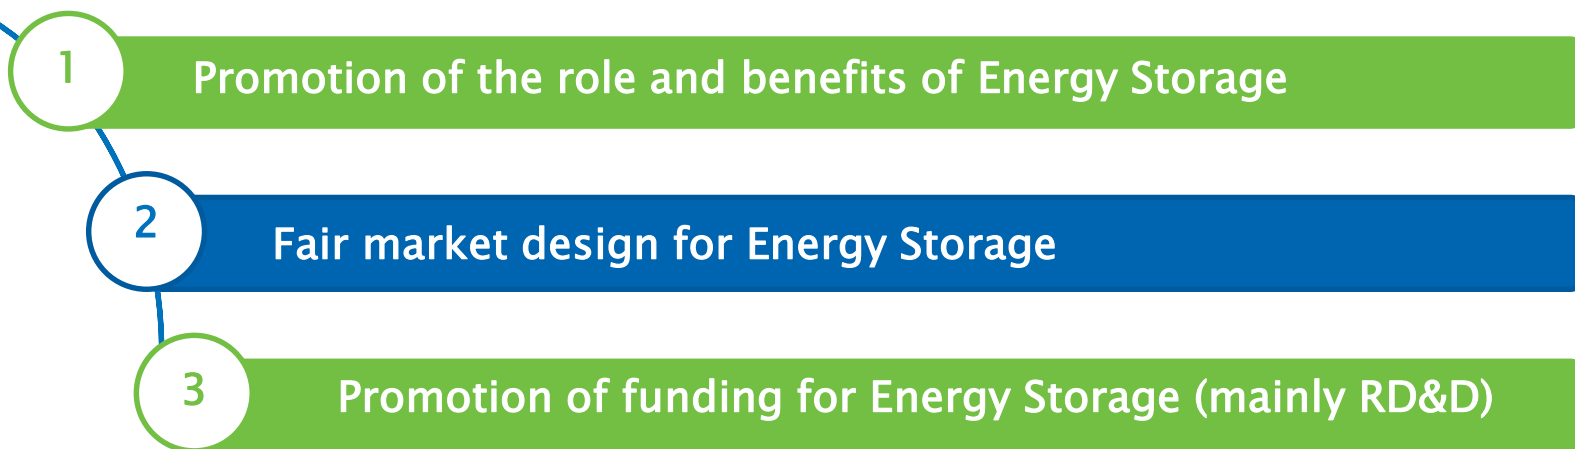 1
Promotion of the role and benefits of Energy Storage
2
Fair market design for Energy Storage
3
Promotion of funding for Energy Storage (mainly RD&D)